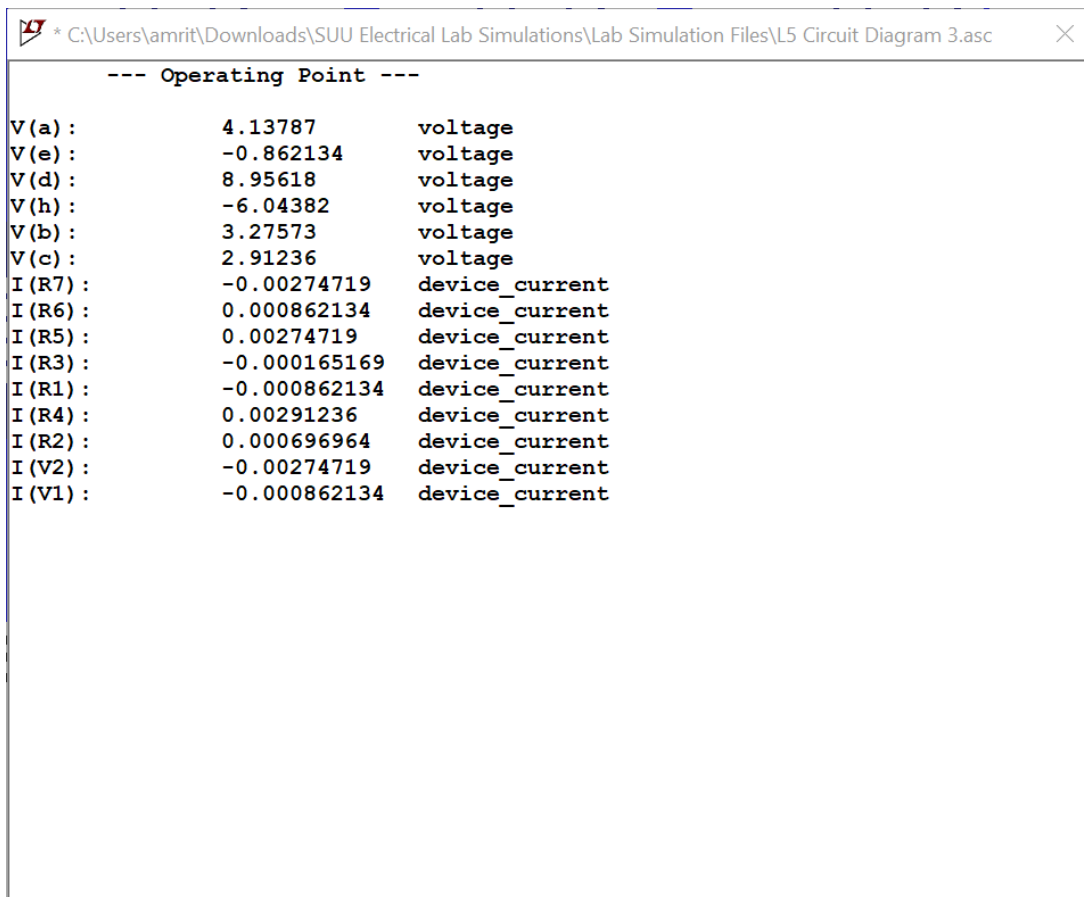 * C:\Users\amrit\Downloads\SUU Electrical Lab Simulations\Lab Simulation Files\L5 Circuit Diagram 3.asc
--- Operating Point ---
V(a): 4.13787 voltage
V(e): -0.862134 voltage
V(d): 8.95618 voltage
V(h): -6.04382 voltage
V(b): 3.27573 voltage
V(c): 2.91236 voltage
I(R7): -0.00274719 device_current
I(R6): 0.000862134 device_current
I(R5): 0.00274719 device_current
I(R3): -0.000165169 device_current
I(R1): -0.000862134 device_current
I(R4): 0.00291236 device_current
I(R2): 0.000696964 device_current
I(V2): -0.00274719 device_current
I(V1): -0.000862134 device_current